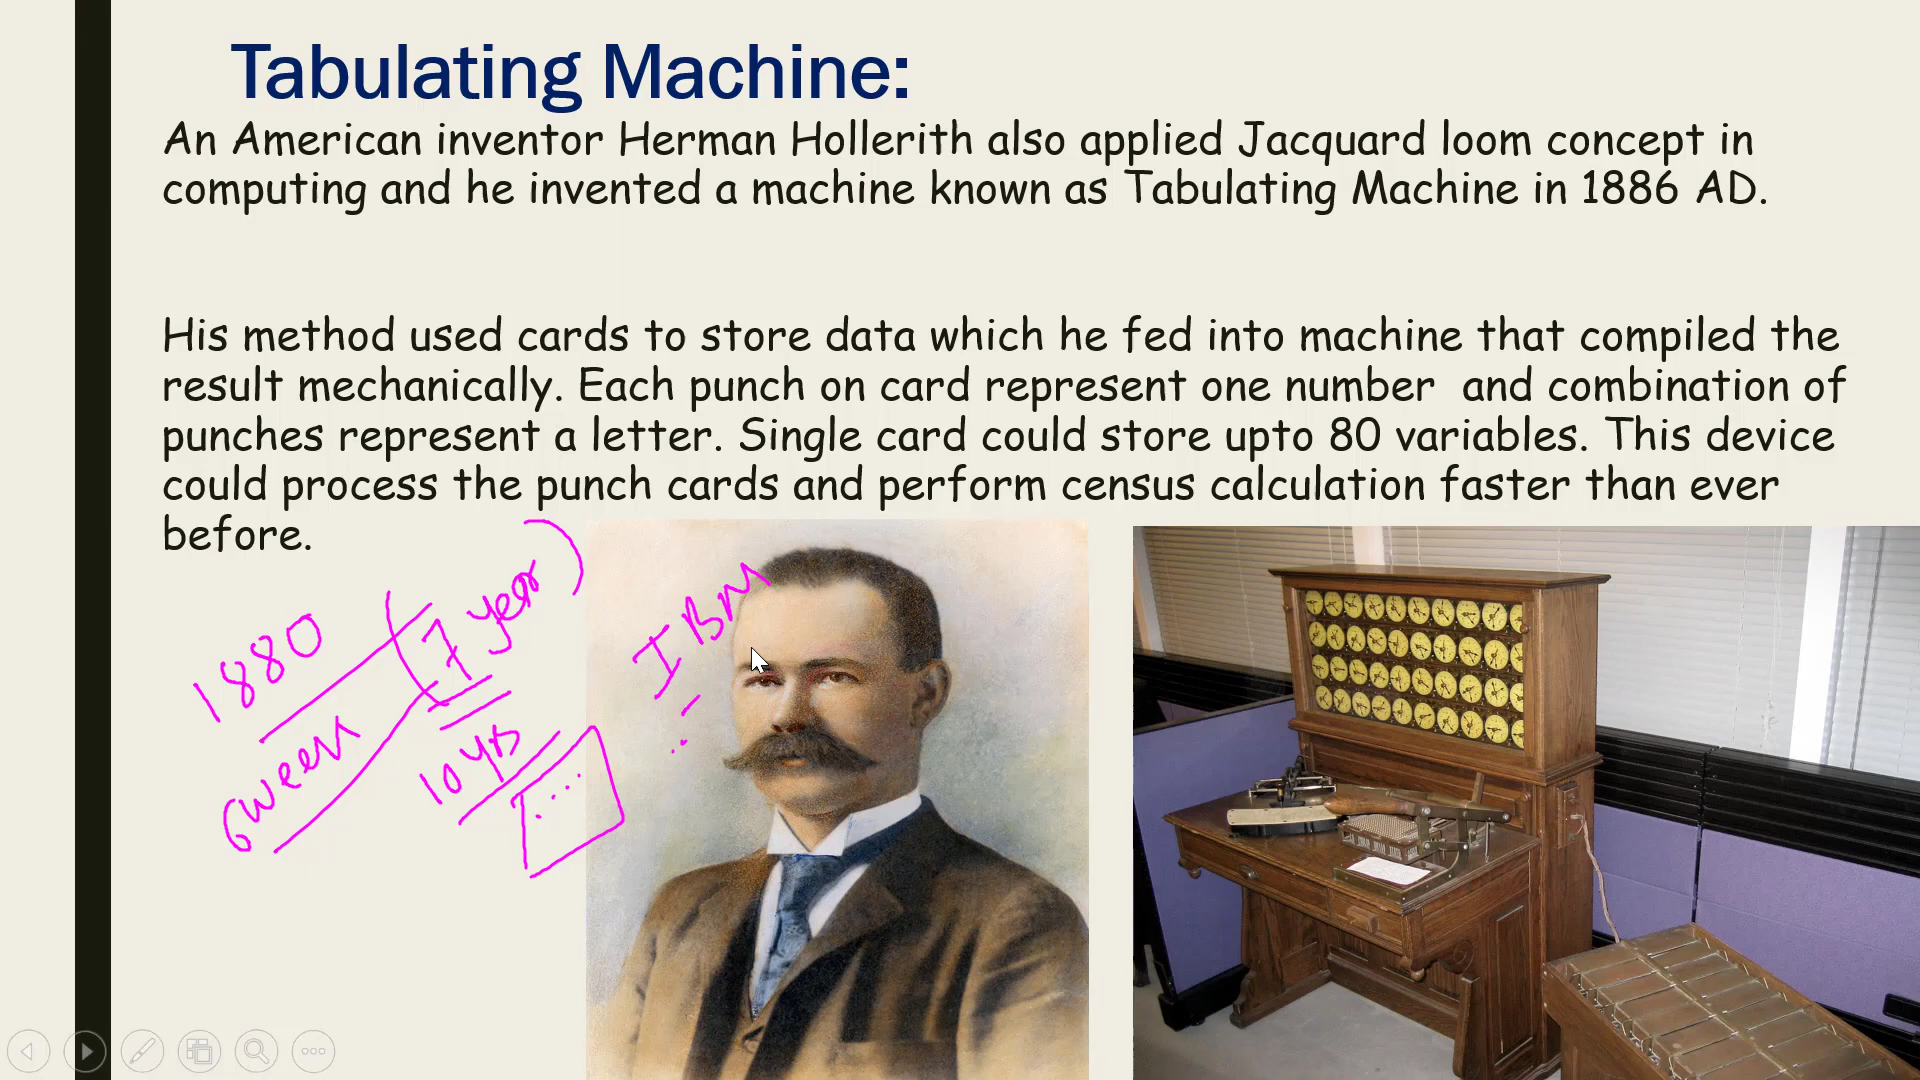 Tabulating Machine:
An American inventor Herman Hollerith also applied Jacquard loom concept in
computing and he invented a machine known as Tabulating Machine in 1886 AD.
His method used cards to store data which he fed into machine that compiled the
result mechanically. Each punch on card represent one number and combination of
punches represent a letter. Single card could store upto 80 variables. This device
could process the punch cards and perform census calculation faster than ever
before.
1880
7 year)
IBM
6 week
10 yrs